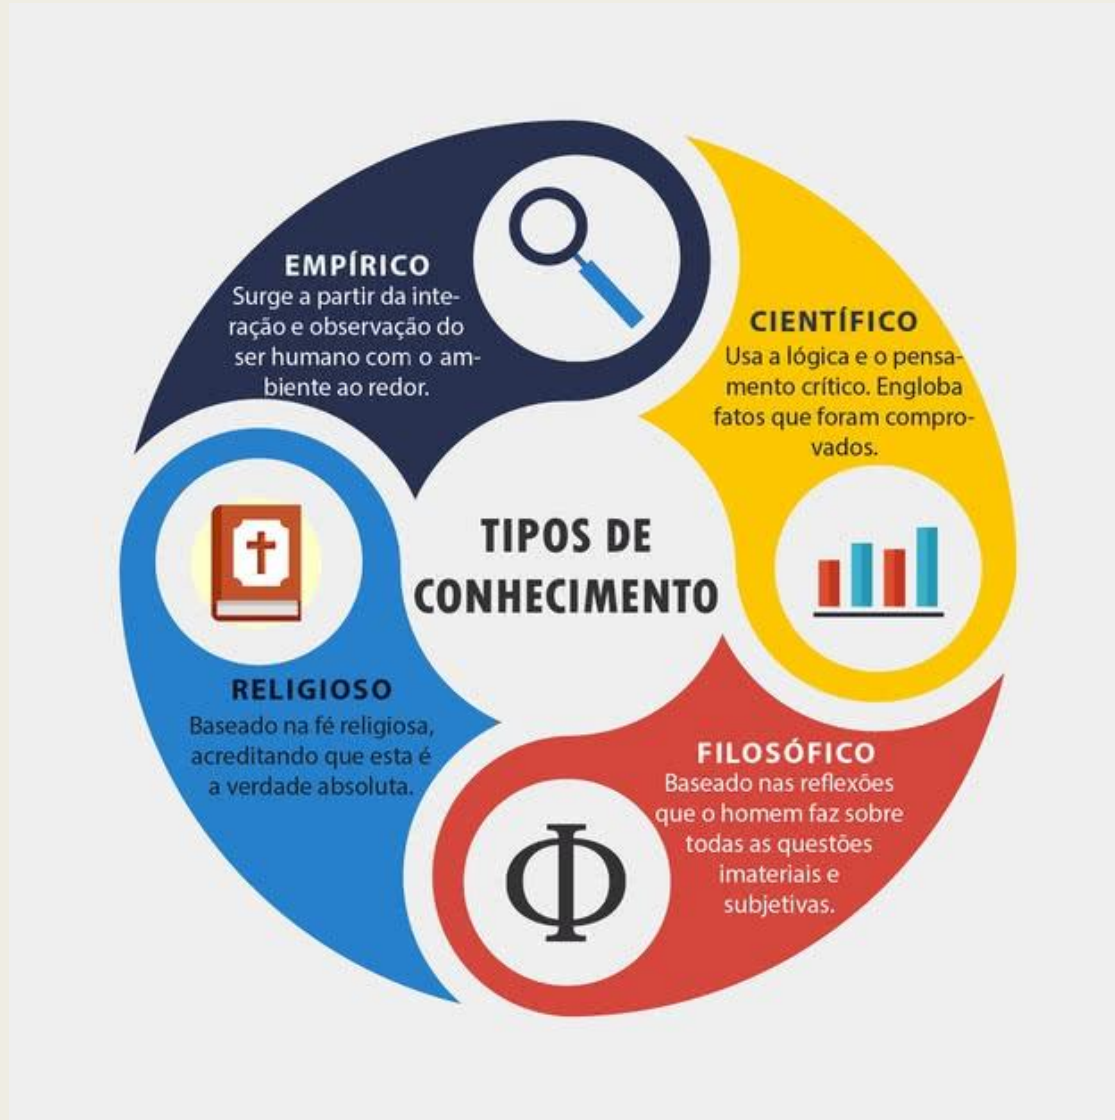 EMPÍRICO
Surge a partir da inte-
ração e observação do
ser humano com o am-
biente ao redor.
CIENTÍFICO
Usa a lógica e o pensa-
mento crítico. Engloba
fatos que foram compro-
vados.
TIPOS DE
CONHECIMENTO
RELIGIOSO
Baseado na fé religiosa,
acreditando que esta é
a verdade absoluta.
FILOSÓFICO
Baseado nas reflexões
que o homem faz sobre
todas as questões
imateriais e
subjetivas.
Φ